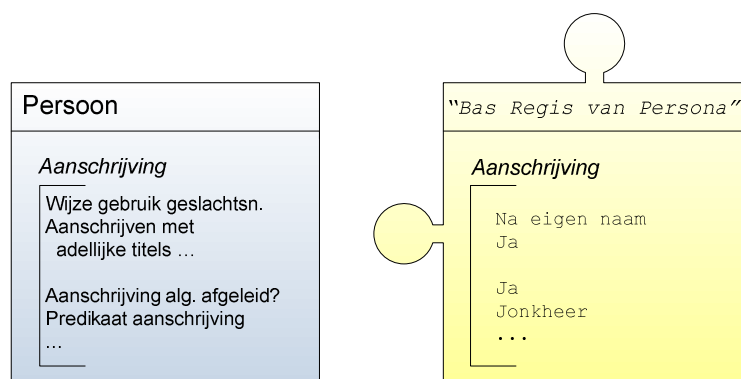 Persoon
Aanschrijving
Wijze gebruik geslachtsn.
Aanschrijven met
adellijke titels …
Aanschrijving alg. afgeleid?
Predikaat aanschrijving
…
“Bas Regis van Persona”
Aanschrijving
Na eigen naam
Ja
Ja
Jonkheer
...